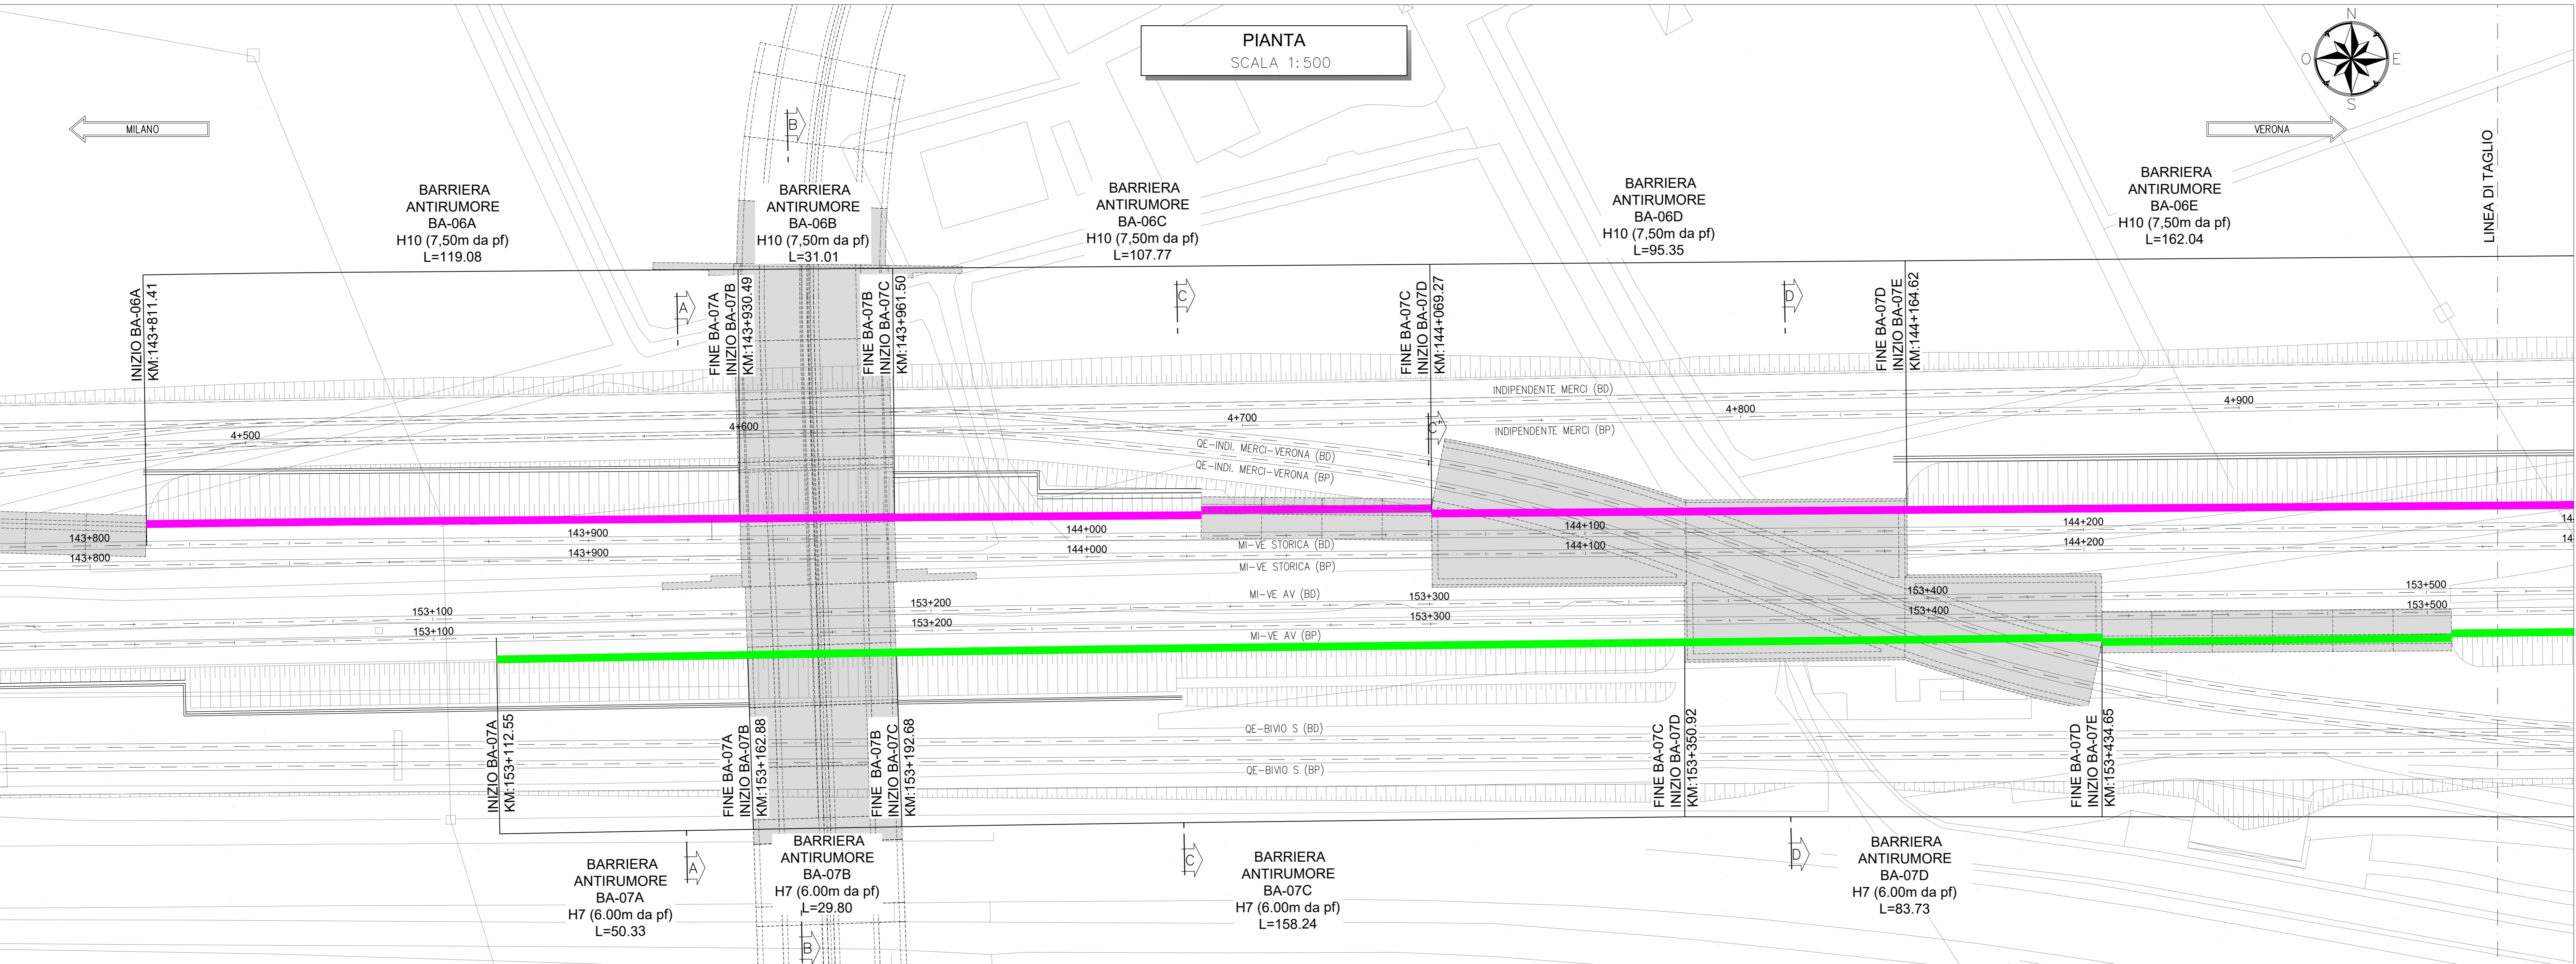 PIANTA
SCALA 1:500
N
O
E
S
MILANO
VERONA
LINEA DI TAGLIO
BARRIERA
ANTIRUMORE
BA-06A
H10 (7,50m da pf)
L=119.08
BARRIERA
ANTIRUMORE
BA-06B
H10 (7,50m da pf)
L=31.01
BARRIERA
ANTIRUMORE
BA-06C
H10 (7,50m da pf)
L=107.77
BARRIERA
ANTIRUMORE
BA-06D
H10 (7,50m da pf)
L=95.35
BARRIERA
ANTIRUMORE
BA-06E
H10 (7,50m da pf)
L=162.04
B
A
C
D
C'
INIZIO BA-06A
KM:143+811.41
FINE BA-07A
INIZIO BA-07B
KM:143+930.49
FINE BA-07B
INIZIO BA-07C
KM:143+961.50
FINE BA-07C
INIZIO BA-07D
KM:144+069.27
FINE BA-07D
INIZIO BA-07E
KM:144+164.62
4+500
4+600
4+700
4+800
4+900
INDIPENDENTE MERCI (BD)
INDIPENDENTE MERCI (BP)
QE-INDI. MERCI-VERONA (BD)
QE-INDI. MERCI-VERONA (BP)
143+800
143+900
144+000
144+100
144+200
14
143+800
143+900
144+000
144+100
144+200
14
MI-VE STORICA (BD)
MI-VE STORICA (BP)
MI-VE AV (BD)
MI-VE AV (BP)
153+100
153+200
153+300
153+400
153+500
153+100
153+200
153+300
153+400
153+500
QE-BIVIO S (BD)
QE-BIVIO S (BP)
INIZIO BA-07A
KM:153+112.55
FINE BA-07A
INIZIO BA-07B
KM:153+162.88
FINE BA-07B
INIZIO BA-07C
KM:153+192.68
FINE BA-07C
INIZIO BA-07D
KM:153+350.92
FINE BA-07D
INIZIO BA-07E
KM:153+434.65
A
C
D
B
BARRIERA
ANTIRUMORE
BA-07A
H7 (6.00m da pf)
L=50.33
BARRIERA
ANTIRUMORE
BA-07B
H7 (6.00m da pf)
L=29.80
BARRIERA
ANTIRUMORE
BA-07C
H7 (6.00m da pf)
L=158.24
BARRIERA
ANTIRUMORE
BA-07D
H7 (6.00m da pf)
L=83.73